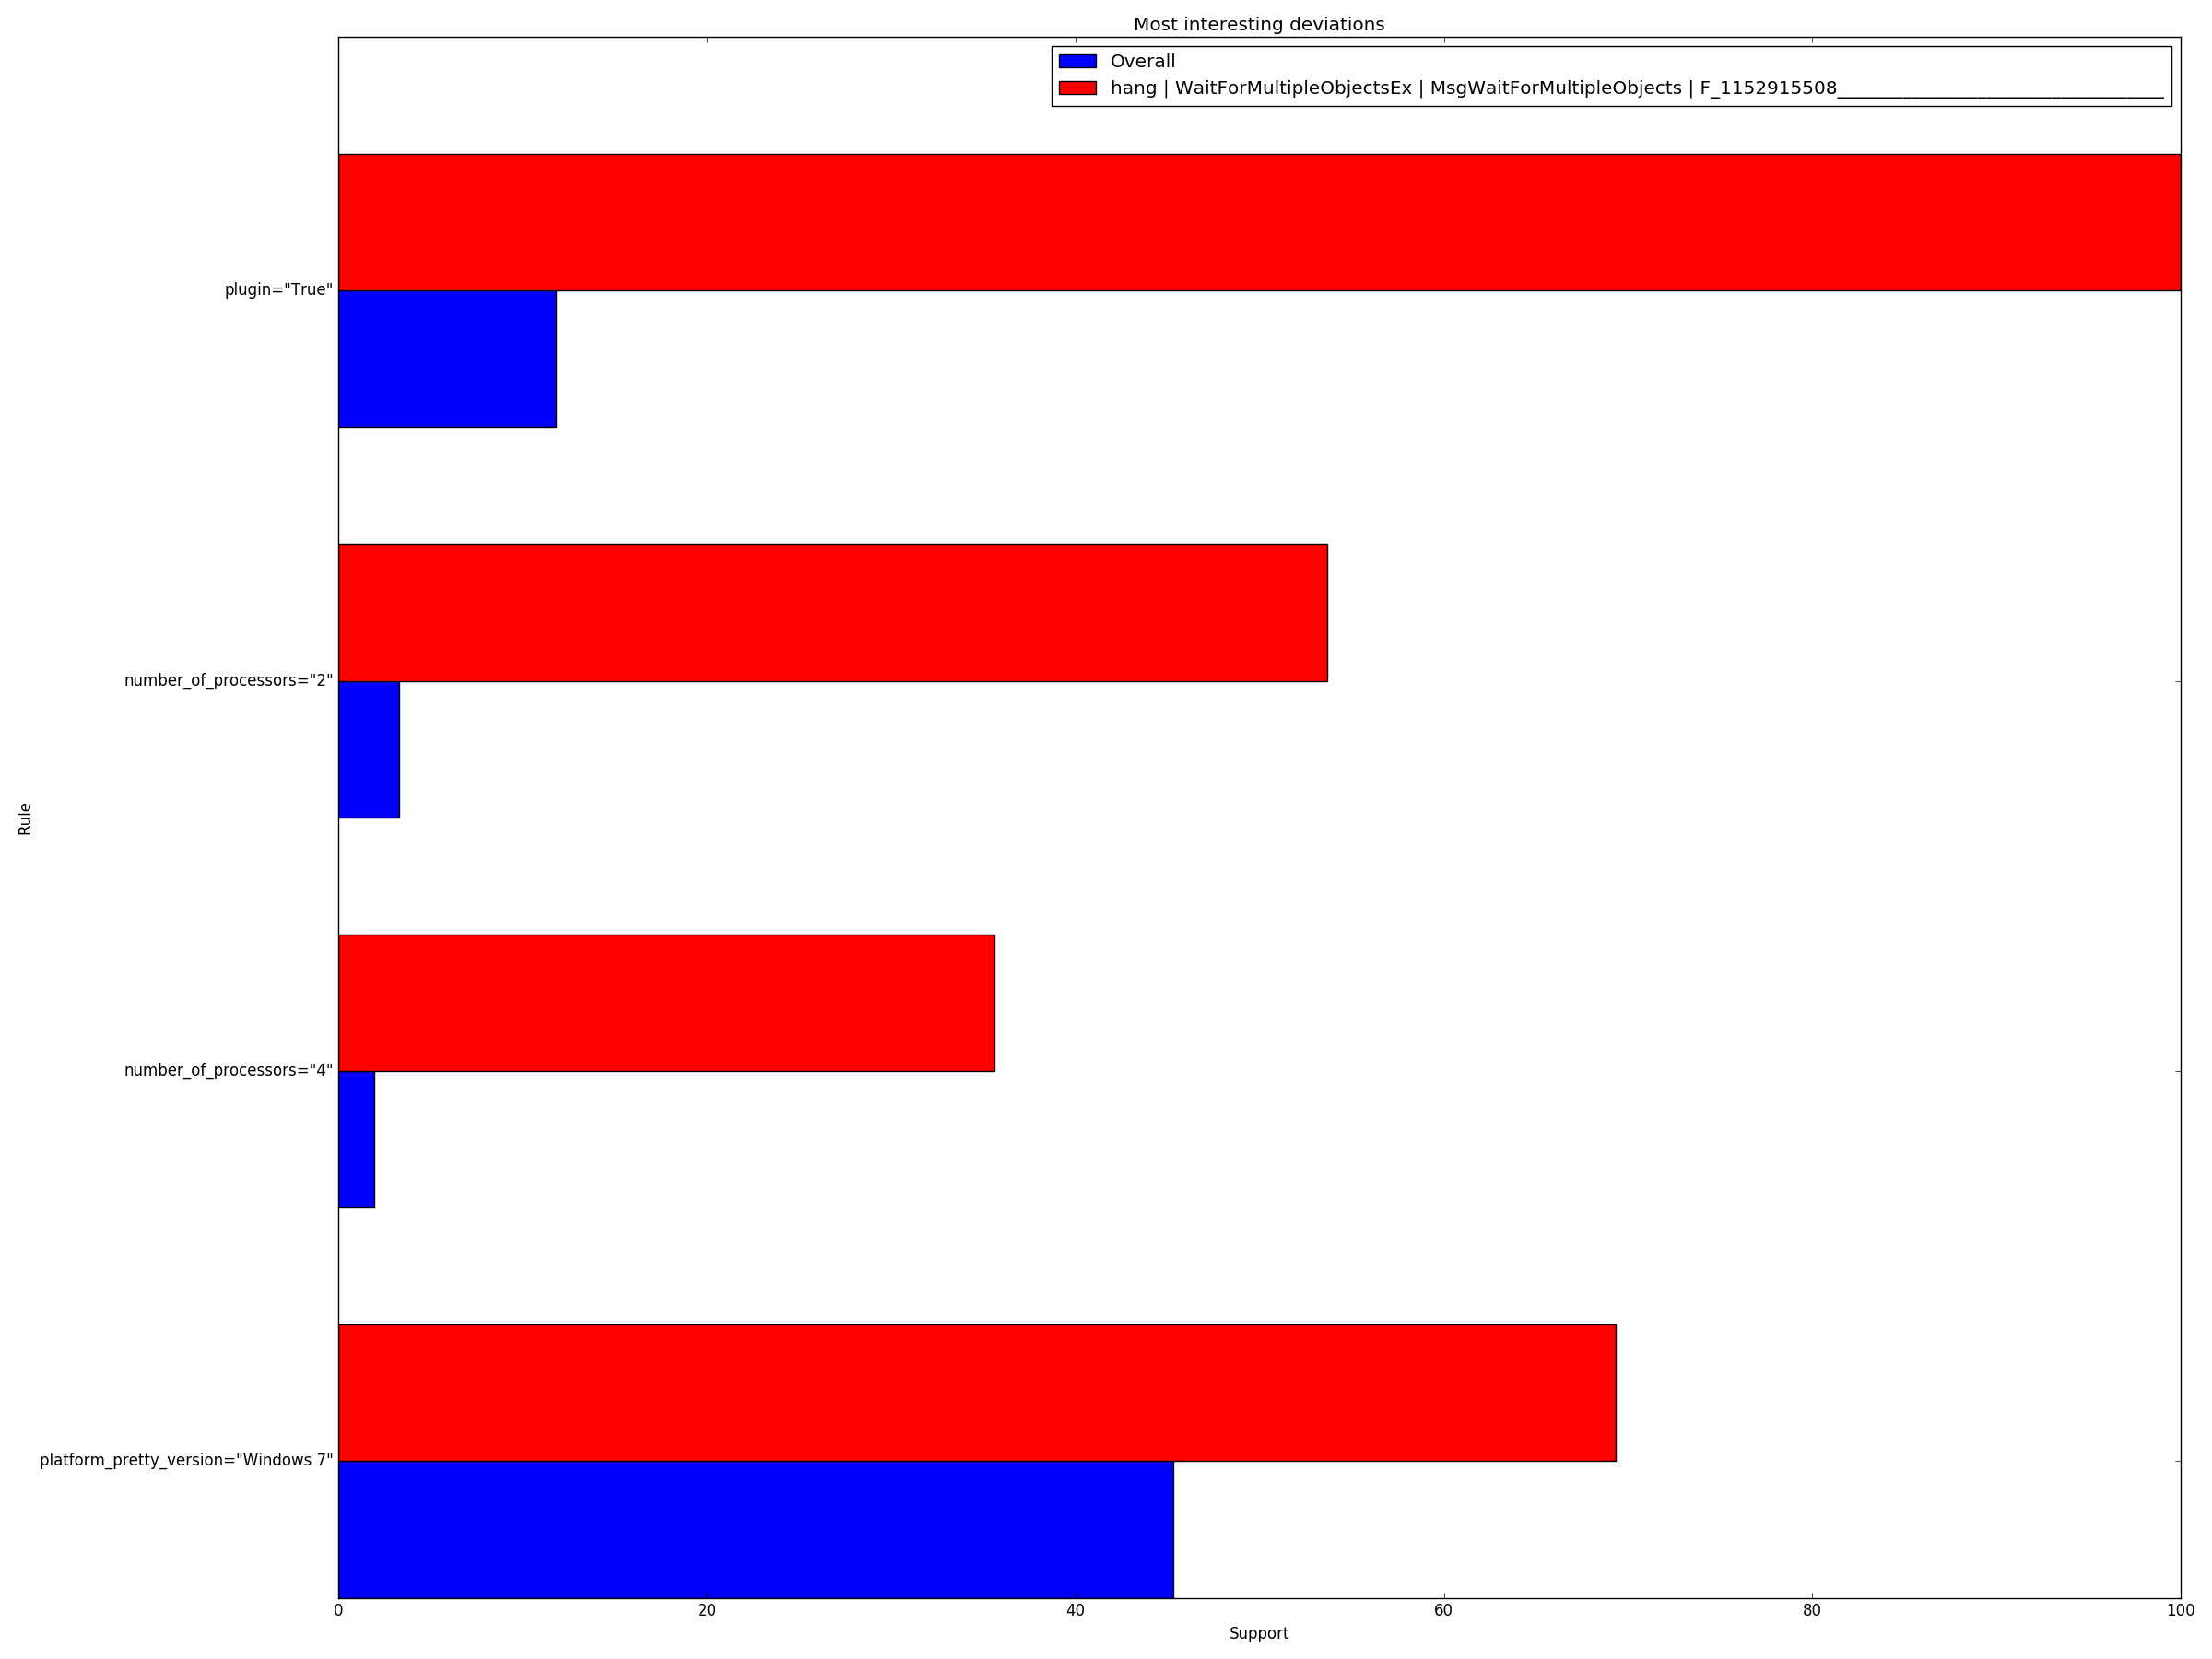 Most interesting deviations
Overall
hang | WaitForMultipleObjectsEx | MsgWaitForMultipleObjects | F_1152915508___________________________________
plugin="True"
number_of_processors="2"
Rule
number_of_processors="4"
platform_pretty_version="Windows 7"
0 20 40 60 80 100
Support